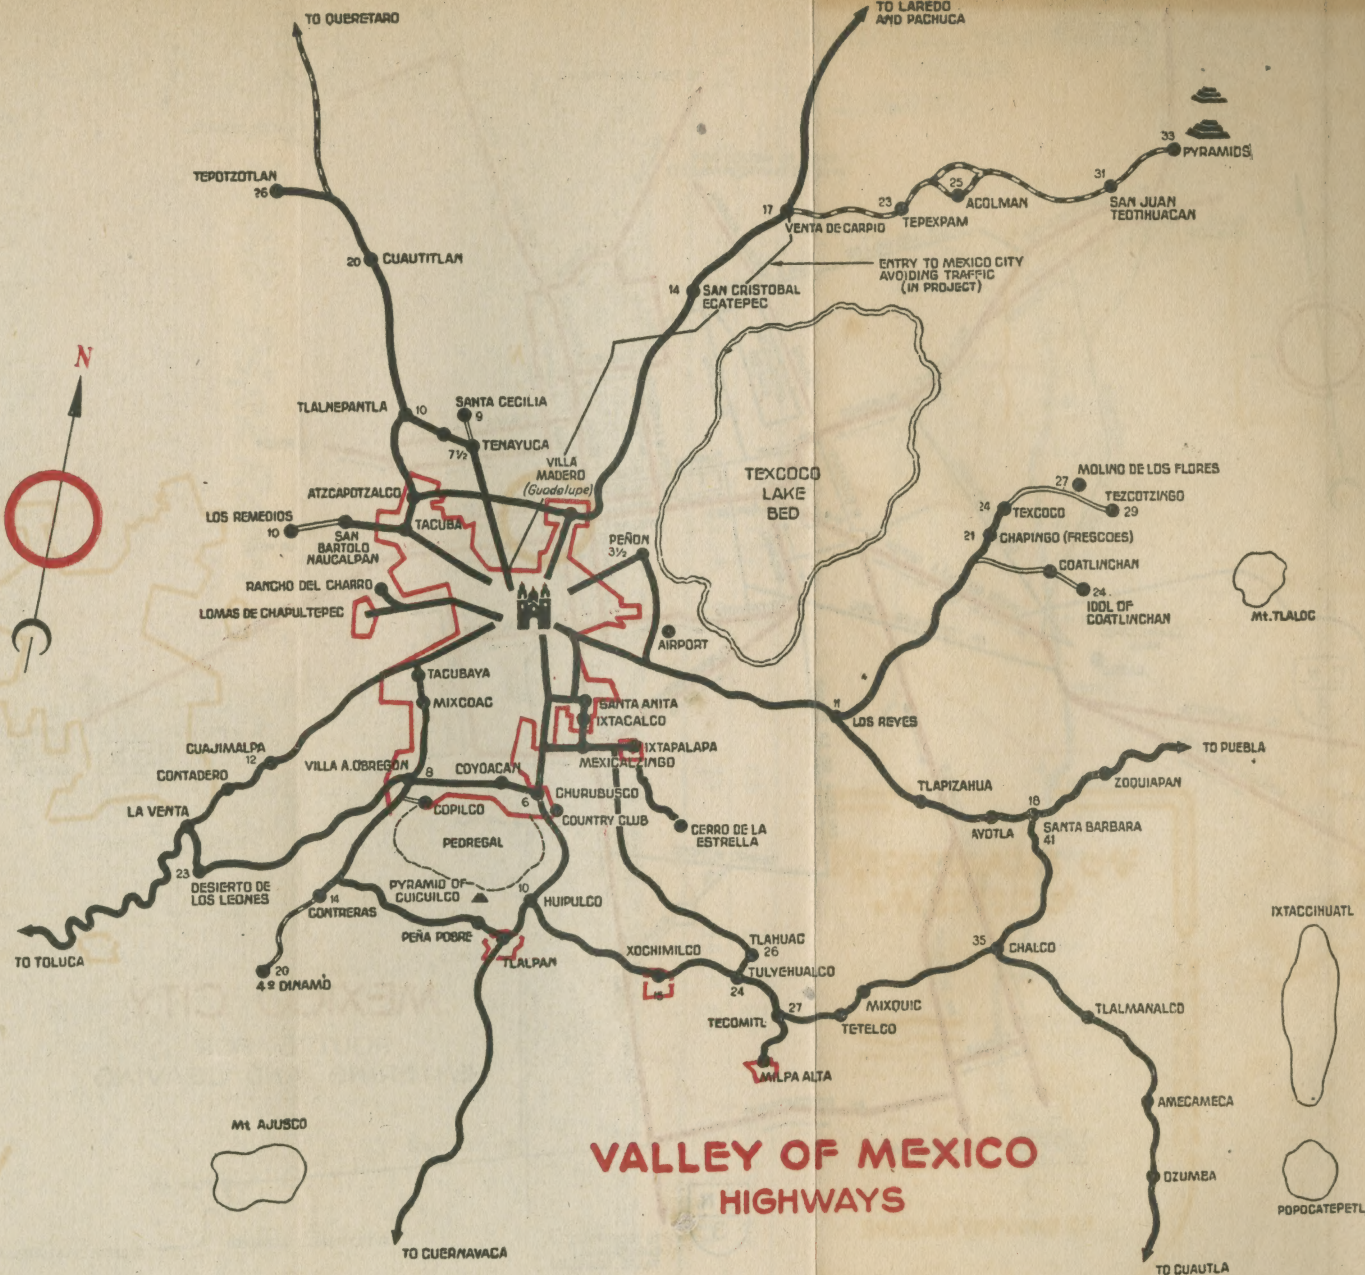 TO QUERETARO
TO LAREDO
AND PACHUCA
33
PYRAMIDS
TEPOTZOTLAN
26
31
SAN JUAN
TEOTIHUACAN
25
ACOLMAN
23
TEPEXPAM
17
VENTA DE CARPIO
20
CUAUTITLAN
ENTRY TO MEXICO CITY
AVOIDING TRAFFIC
(IN PROJECT)
14
SAN CRISTOBAL
ECATEPEC
N
TLALNEPANTLA
10
SANTA CECILIA
9
7½
TENAYUCA
VILLA
MADERO
(Guadelupe)
TEXCOCO
LAKE
BED
27
MOLINO DE LOS FLORES
TEZCOTZINGO
29
24
TEXCOCO
21
CHAPINGO (FRESCOES)
COATLINCHAN
24
IDOL OF
COATLINCHAN
Mt. TLALOC
ATZCAPOTZALCO
LOS REMEDIOS
10
SAN
BARTOLO
NAUCALPAN
TACUBA
PEÑON
3½
RANCHO DEL CHARRO
LOMAS DE CHAPULTEPEC
AIRPORT
TACUBAYA
MIXCOAC
SANTA ANITA
IXTACALCO
IXTAPALAPA
MEXICALZINGO
11
LOS REYES
TO PUEBLA
ZOQUIAPAN
TLAPIZAHUA
AYOTLA
18
SANTA BARBARA
41
CUAJIMALPA
12
CONTADERO
LA VENTA
VILLA A. OBREGON
8
COYOACAN
6
CHURUBUSCO
COUNTRY CLUB
COPILCO
PEDREGAL
CERRO DE LA
ESTRELLA
23
DESIERTO DE
LOS LEONES
PYRAMID OF
CUICUILCO
10
HUIPULCO
14
CONTRERAS
PEÑA POBRE
TLALPAN
TO TOLUCA
20
4º DINAMO
XOCHIMILCO
15
TLAHUAC
26
TULYEHUALCO
24
TECOMITL
27
TETELCO
MIXQUIC
35
CHALCO
TLALMANALCO
MILPA ALTA
IXTACCIHUATL
AMECAMECA
OZUMBA
POPOCATEPETL
Mt AJUSCO
VALLEY OF MEXICO
HIGHWAYS
TO CUERNAVACA
TO CUAUTLA